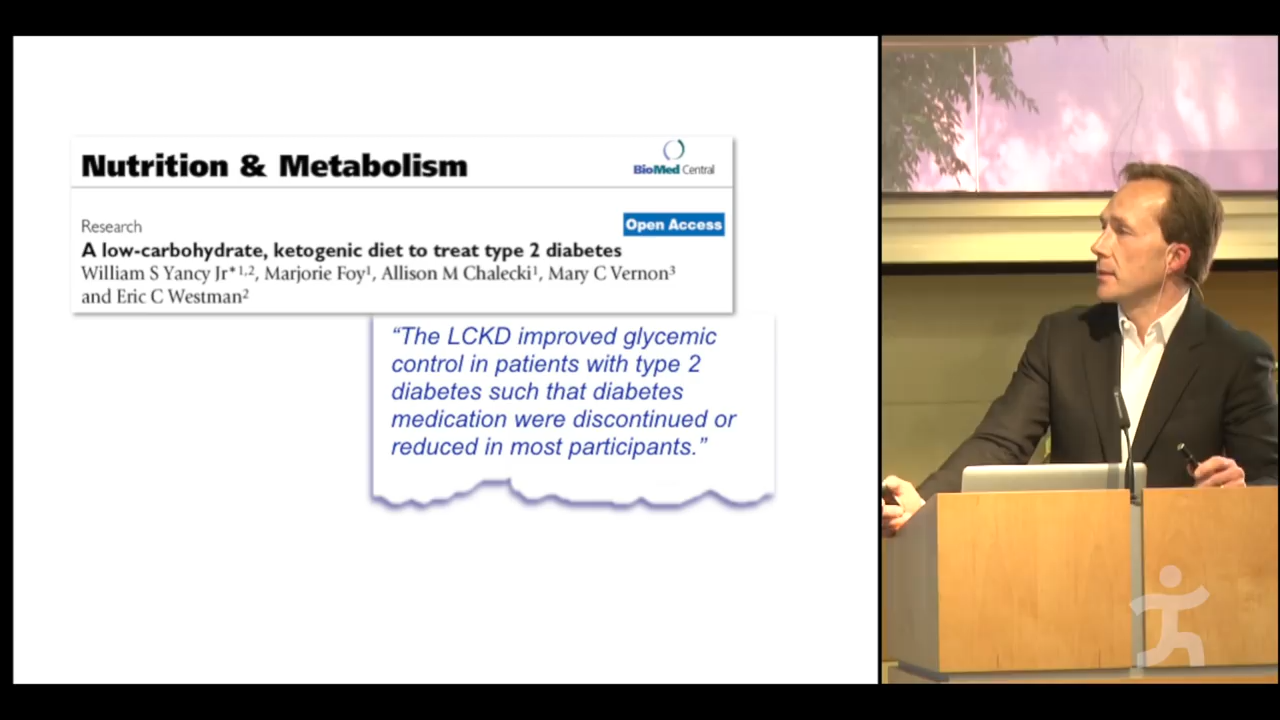 Nutrition & Metabolism
BioMed Central
Research
Open Access
A low-carbohydrate, ketogenic diet to treat type 2 diabetes
William S Yancy Jr*1,2, Marjorie Foy1, Allison M Chalecki1, Mary C Vernon3
and Eric C Westman2
“The LCKD improved glycemic
control in patients with type 2
diabetes such that diabetes
medication were discontinued or
reduced in most participants.”